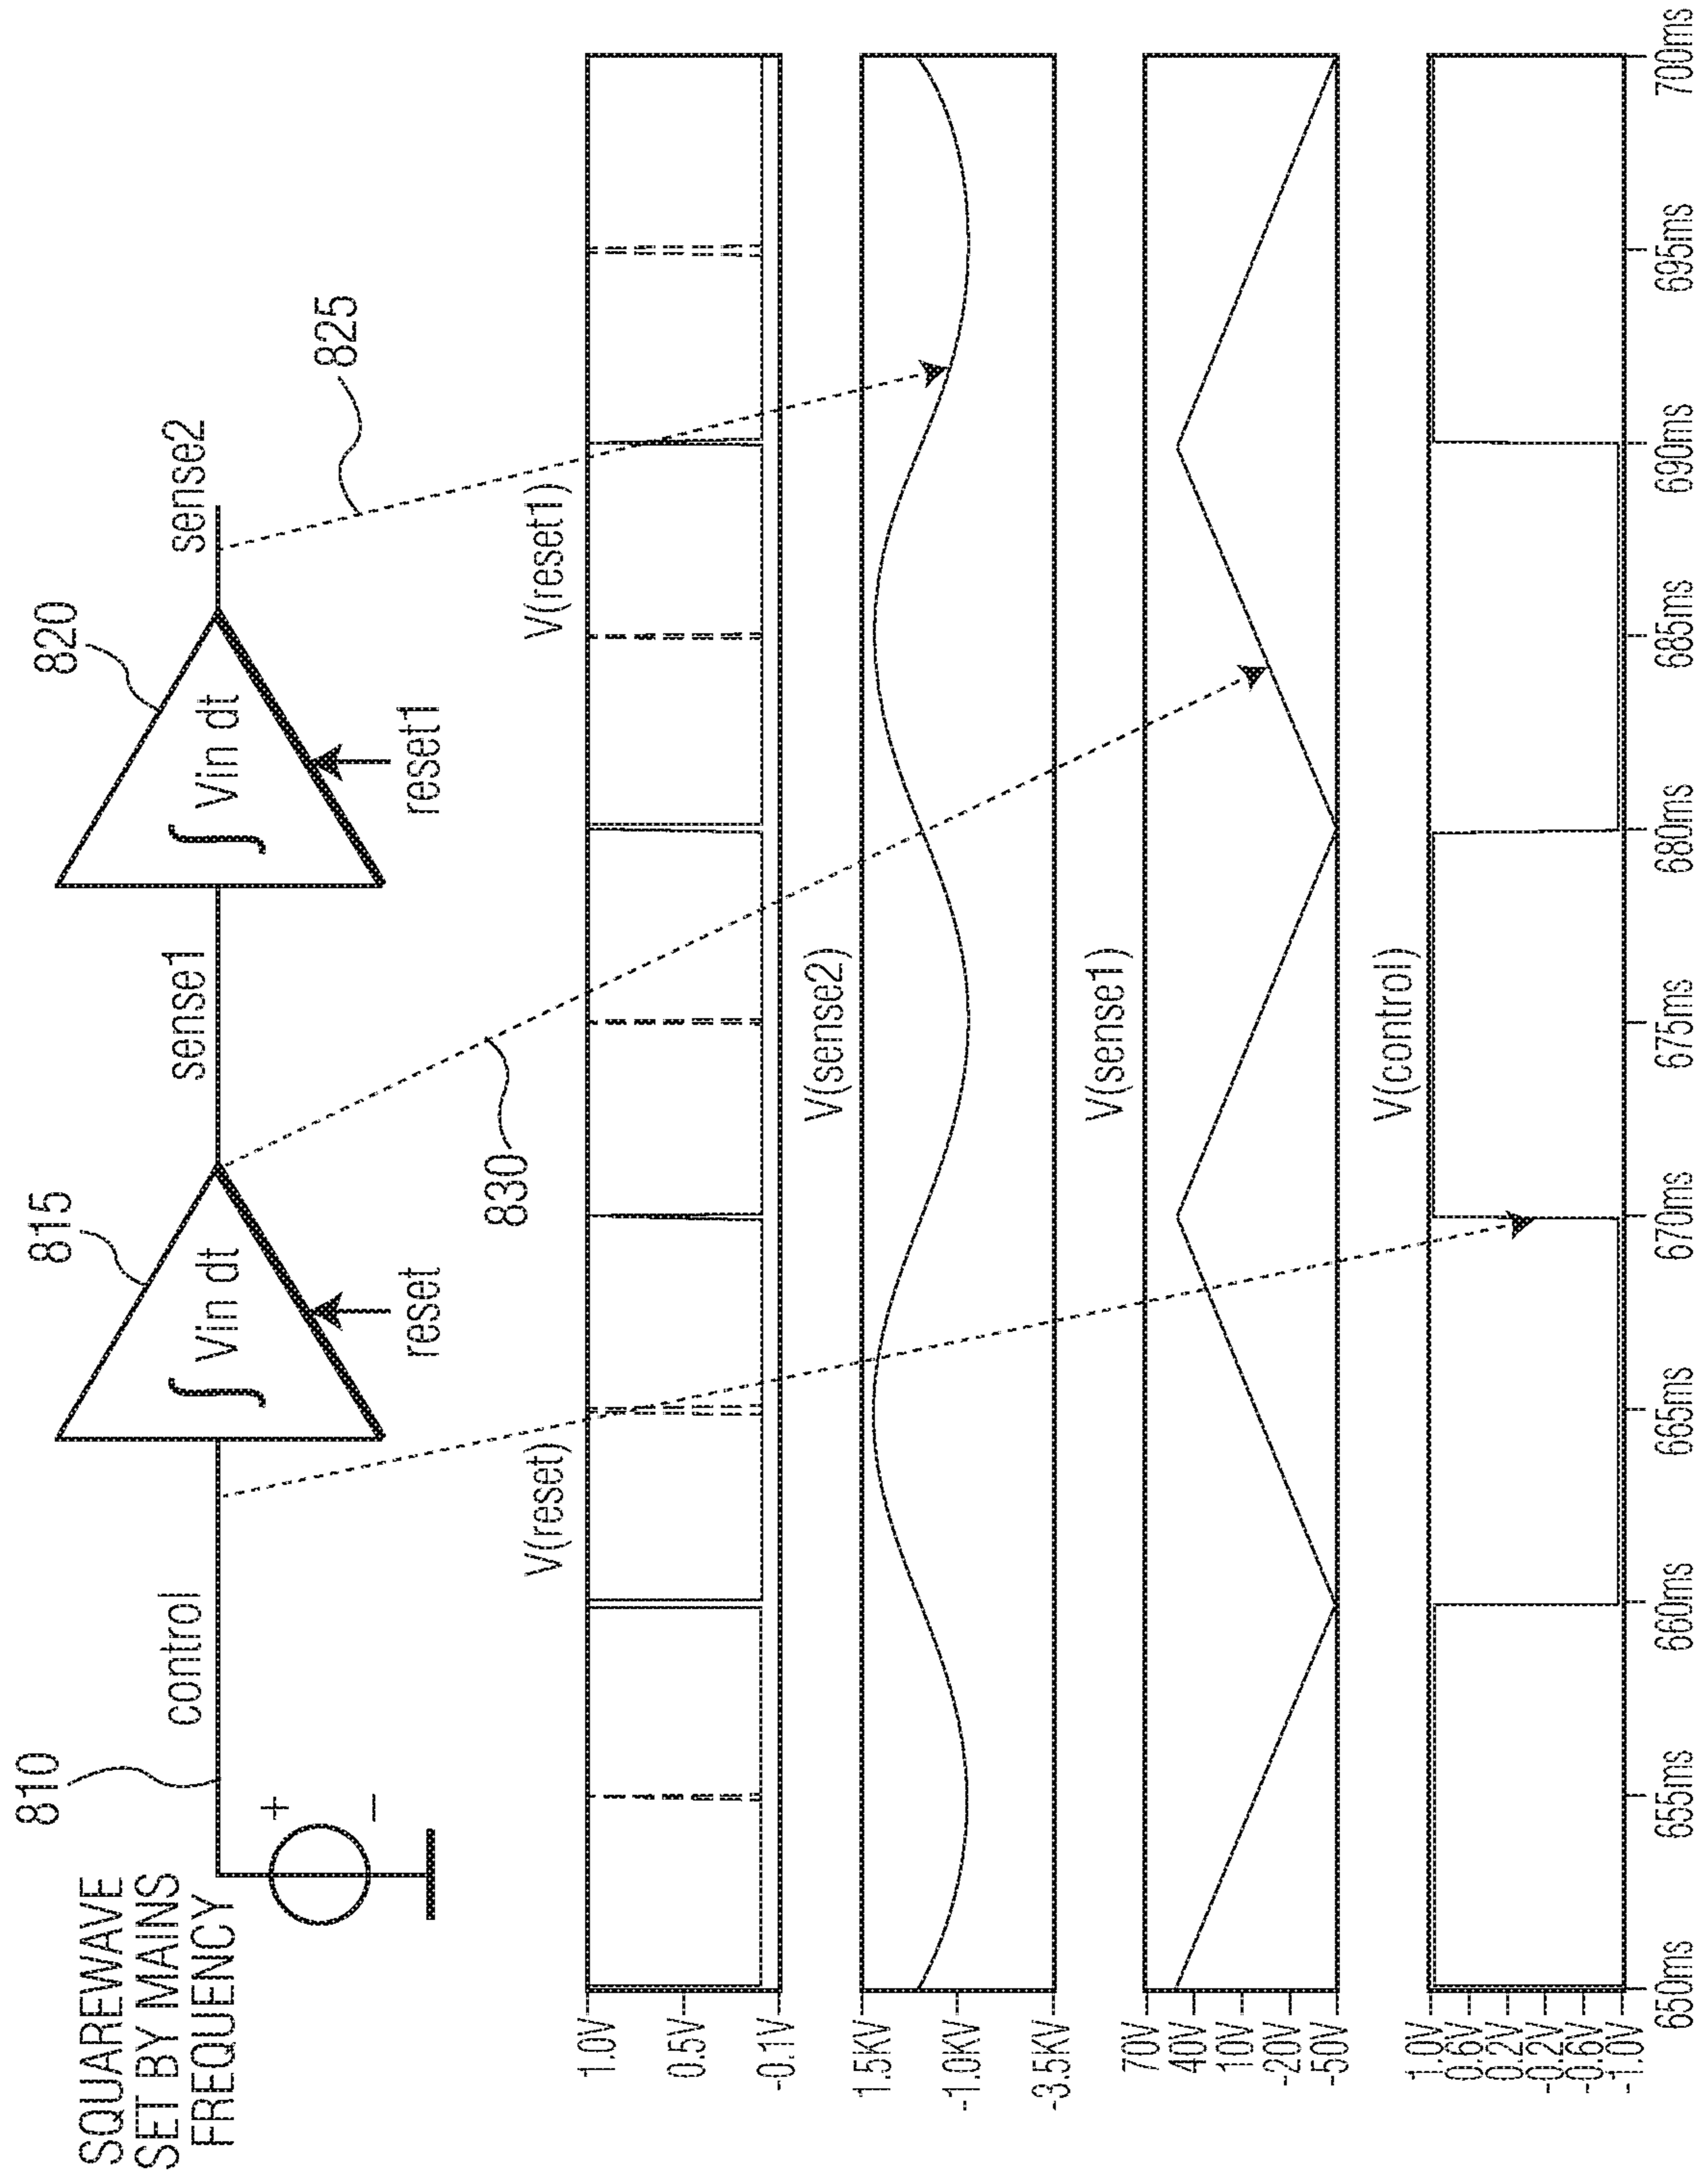 SQUAREWAVE
SET BY MAINS
FREQUENCY
810
control
815
∫ Vin dt
reset
sense1
820
∫ Vin dt
reset1
sense2
825
830
V(reset)
V(reset1)
1.0V
0.5V
-0.1V
V(sense2)
1.5KV
-1.0KV
-3.5KV
V(sense1)
70V
40V
10V
-20V
-50V
V(control)
1.0V
0.6V
0.2V
-0.2V
-0.6V
-1.0V
650ms
655ms
660ms
665ms
670ms
675ms
680ms
685ms
690ms
695ms
700ms
+
−